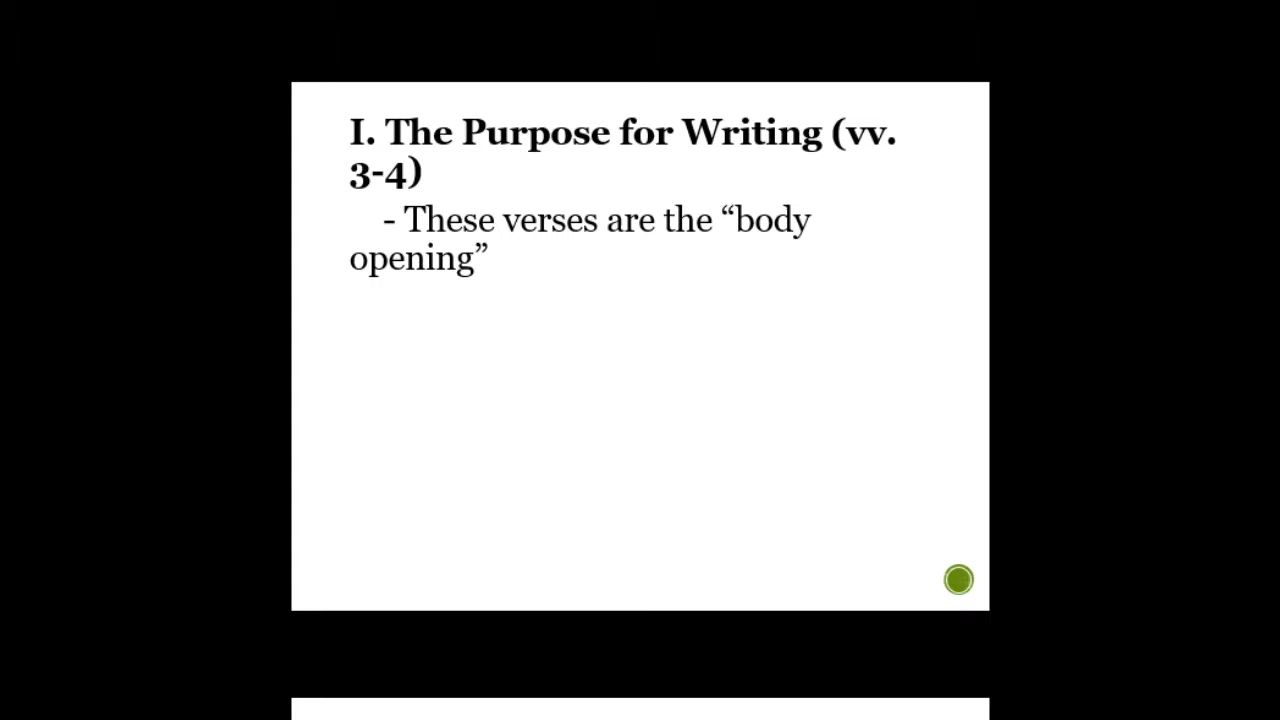 I. The Purpose for Writing (vv.
3-4)
- These verses are the “body
opening”